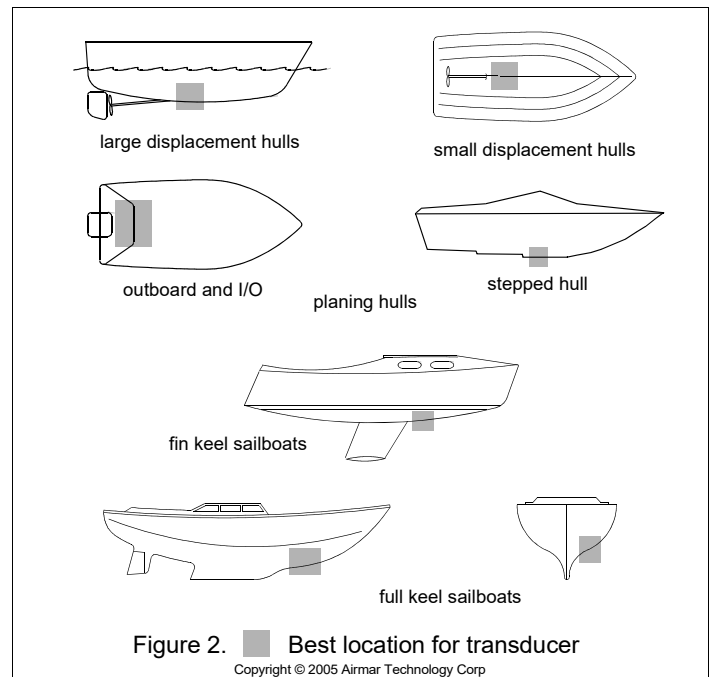 large displacement hulls
small displacement hulls
outboard and I/O
stepped hull
planing hulls
fin keel sailboats
full keel sailboats
Figure 2. Best location for transducer
Copyright © 2005 Airmar Technology Corp